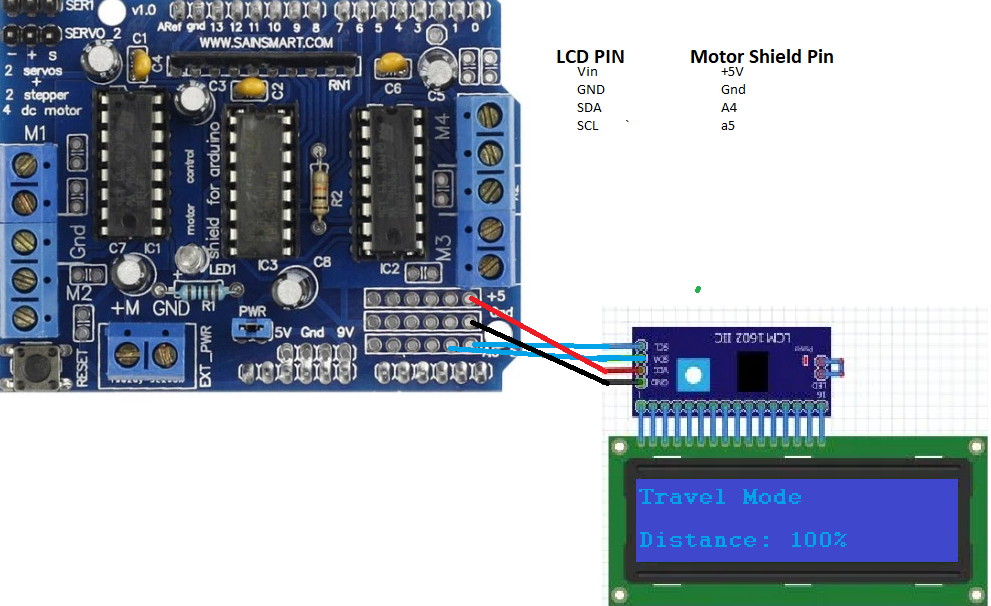 SER1
v1.0
SERVO_2
ARef gnd 13 12 11 10 9 8 7 6 5 4 3 2 1 0
WWW.SAINSMART.COM
- + S
2 servos
+
2 stepper
4 dc motor
C1
C4
C3
C2
RN1
C6
C5
M1
M4
motor control
shield for arduino
R2
Gnd
C7
IC1
IC3
C8
IC2
M3
M2
LED1
+
+M GND
R1
PWR
+5
5V Gnd 9V
RESET
EXT_PWR
LCD PIN Motor Shield Pin
Vin +5V
GND Gnd
SDA A4
SCL ` a5
LCM1602 IIC
SCL
SDA
VCC
GND
Power
LED
1
16
Travel Mode
Distance: 100%